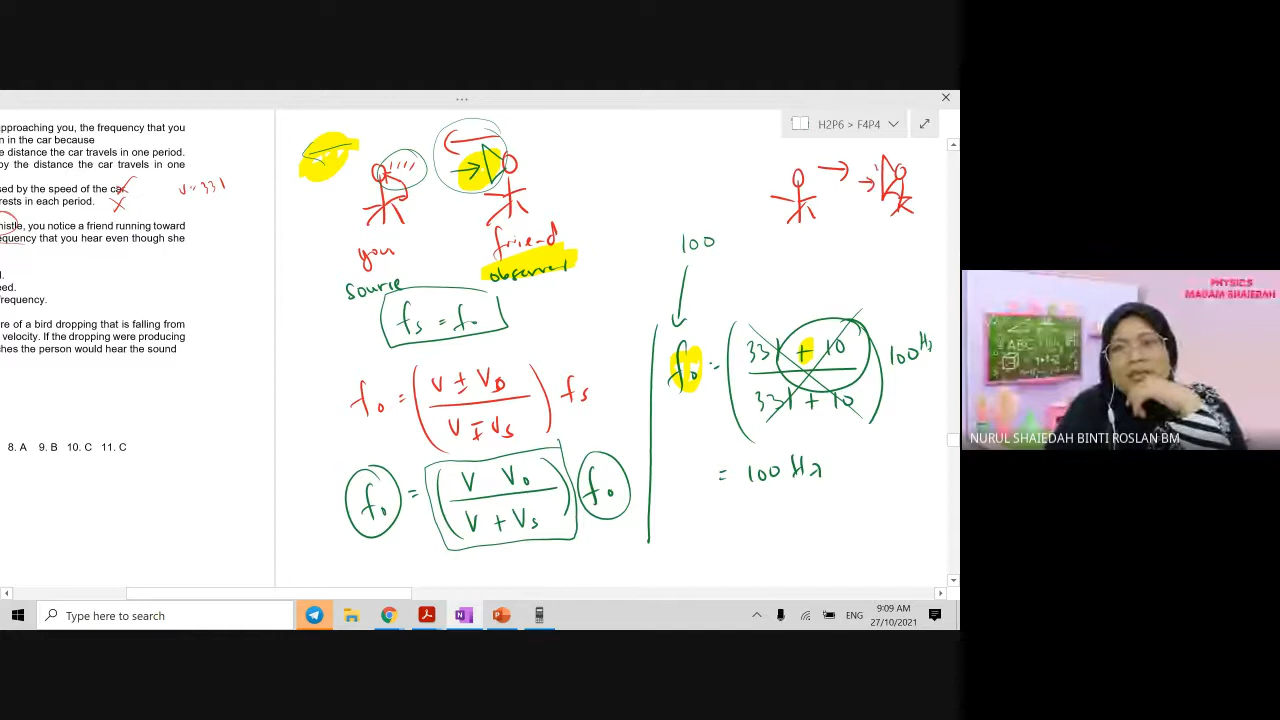 H2P6 > F4P4
approaching you, the frequency that you
n in the car because
e distance the car travels in one period.
by the distance the car travels in one
sed by the speed of the car
rests in each period.
v = 331
histle, you notice a friend running toward
equency that you hear even though she
d.
eed.
frequency.
re of a bird dropping that is falling from
velocity. If the dropping were producing
ches the person would hear the sound
8. A 9. B 10. C 11. C
you
source
friend
observer
fs = fo
fo = (V ± Vo / V ∓ Vs) fs
fo = (V Vo / V + Vs) fo
100
fo = (331 + 10 / 331 + 10) 100 Hz
= 100 Hz
PHYSICS
MADAM SHAIEDAH
ABC
NURUL SHAIEDAH BINTI ROSLAN BM
Type here to search
ENG
9:09 AM
27/10/2021